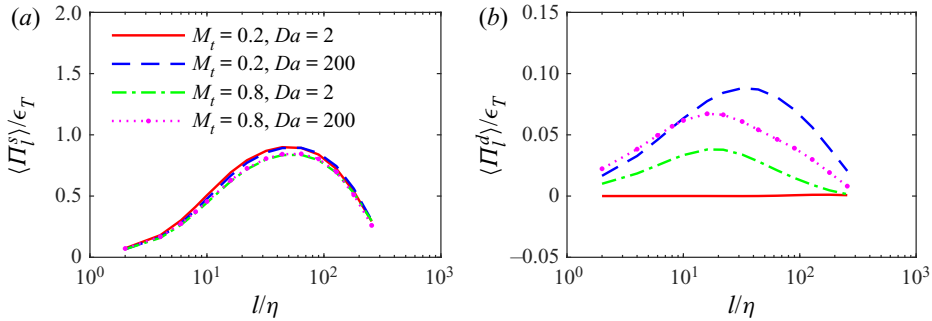 (a)
2.0
1.5
1.0
0.5
0
⟨Π_l^s⟩/ϵ_T
M_t = 0.2, Da = 2
M_t = 0.2, Da = 200
M_t = 0.8, Da = 2
M_t = 0.8, Da = 200
10^0 10^1 10^2 10^3
l/η
(b)
0.15
0.10
0.05
0
−0.05
⟨Π_l^d⟩/ϵ_T
10^0 10^1 10^2 10^3
l/η